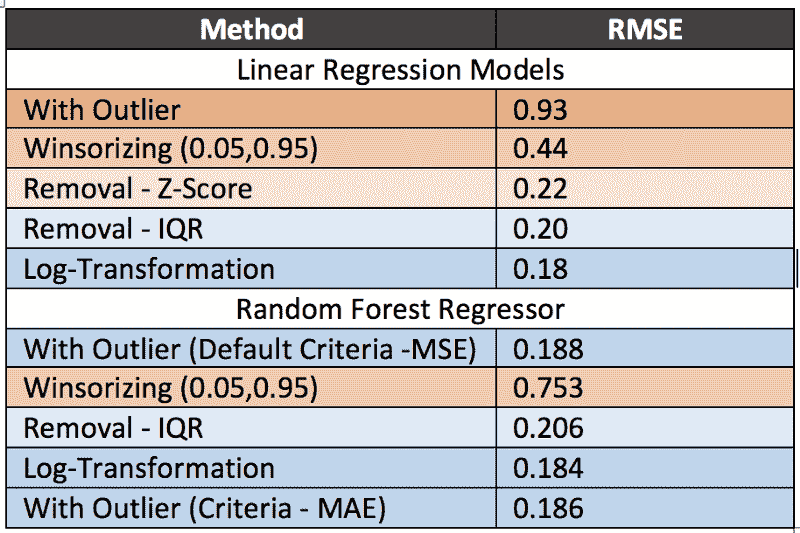 Method RMSE
Linear Regression Models
With Outlier 0.93
Winsorizing (0.05,0.95) 0.44
Removal - Z-Score 0.22
Removal - IQR 0.20
Log-Transformation 0.18
Random Forest Regressor
With Outlier (Default Criteria -MSE) 0.188
Winsorizing (0.05,0.95) 0.753
Removal - IQR 0.206
Log-Transformation 0.184
With Outlier (Criteria - MAE) 0.186